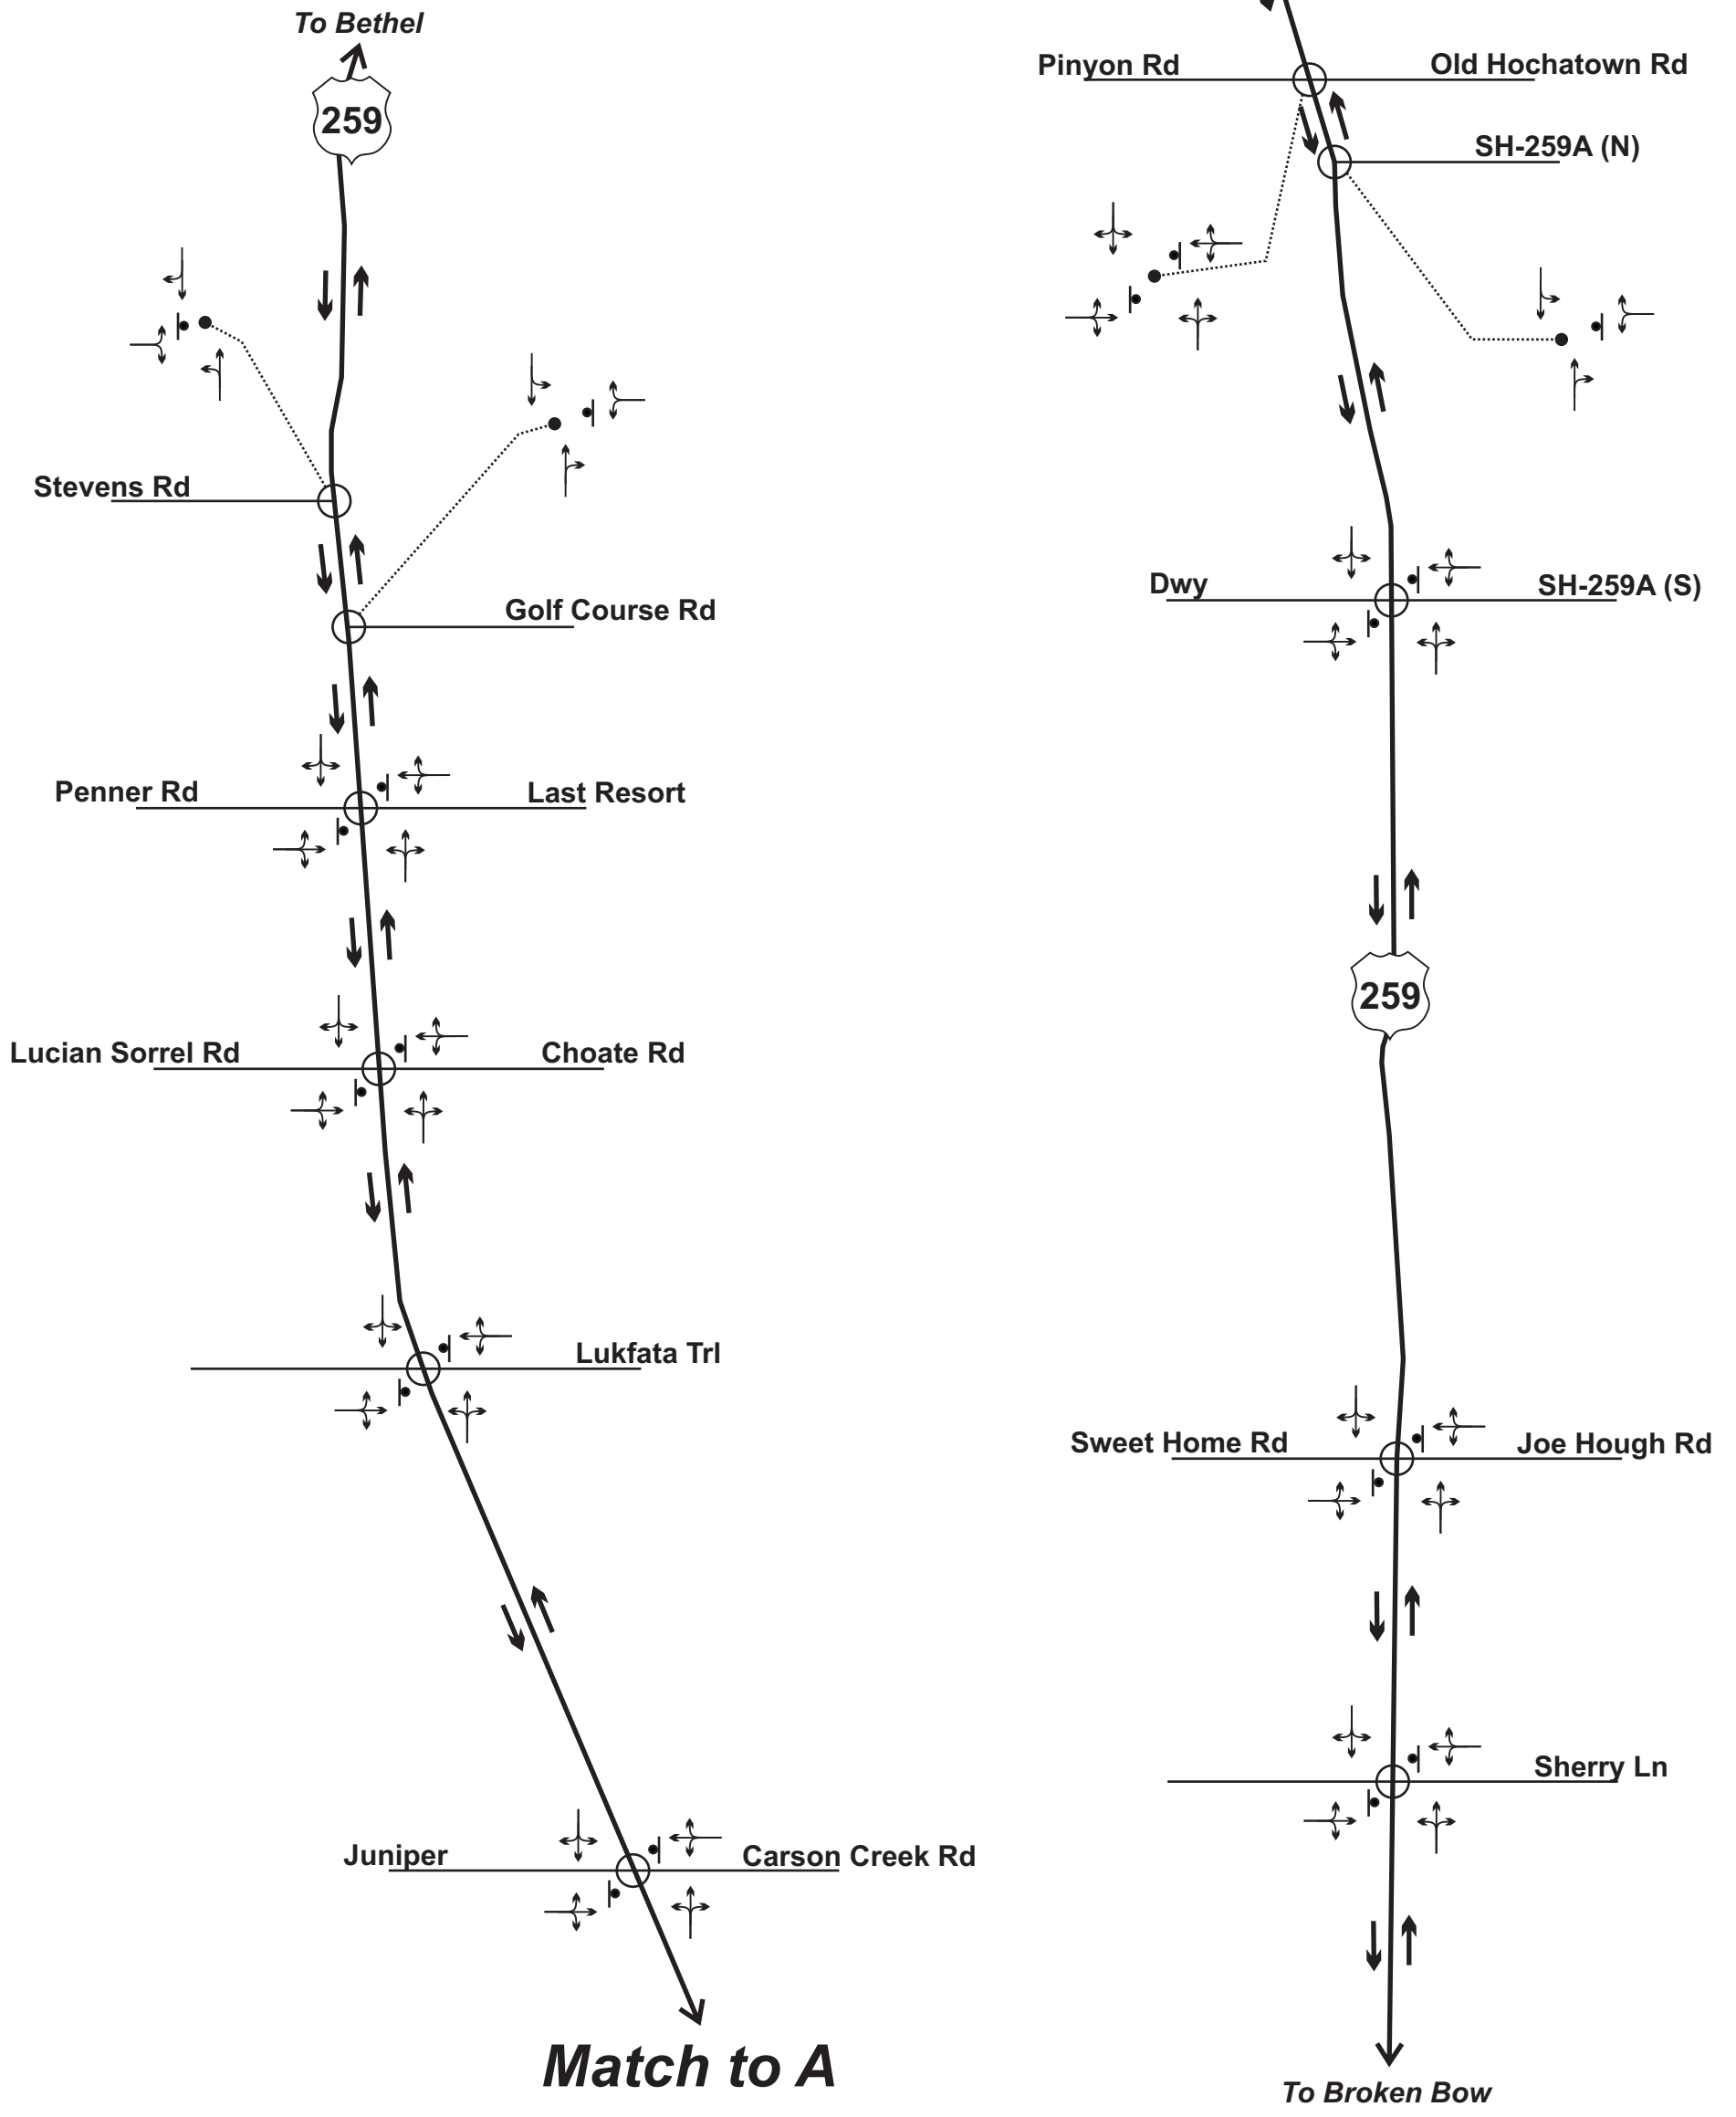 To Bethel
259
Stevens Rd
Golf Course Rd
Penner Rd
Last Resort
Lucian Sorrel Rd
Choate Rd
Lukfata Trl
Juniper
Carson Creek Rd
Match to A
Pinyon Rd
Old Hochatown Rd
SH-259A (N)
Dwy
SH-259A (S)
259
Sweet Home Rd
Joe Hough Rd
Sherry Ln
To Broken Bow